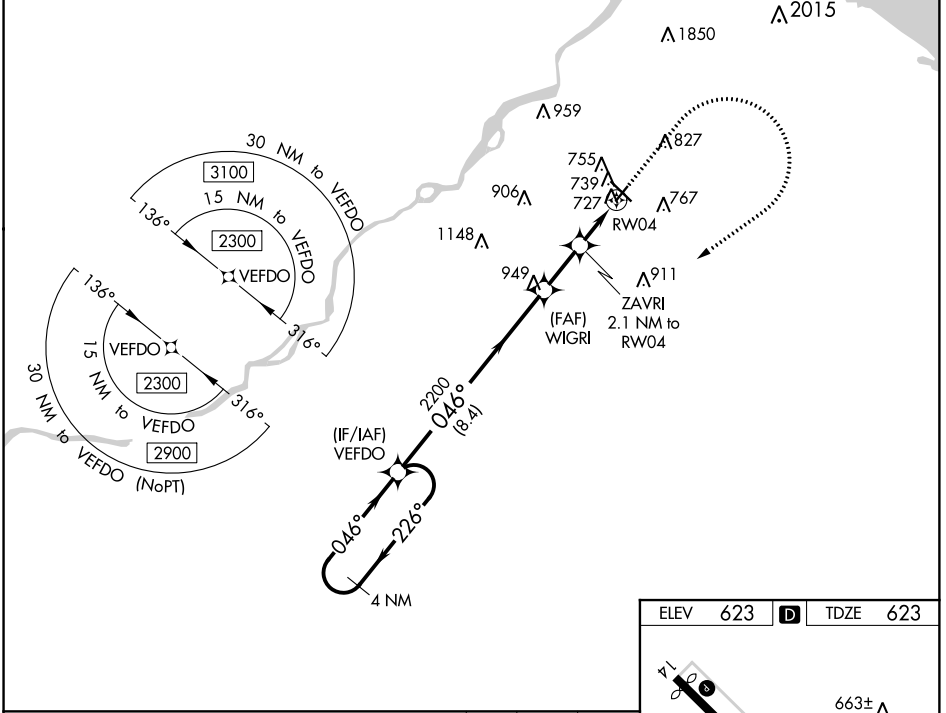 2015
1850
959
827
755
739
727
767
906
1148
RW04
949
911
ZAVRI
2.1 NM to
RW04
(FAF)
WIGRI
30 NM to VEFDO
3100
15 NM to VEFDO
2300
136°
VEFDO
316°
136°
VEFDO
2300
15 NM to VEFDO
316°
2900
30 NM to VEFDO (NoPT)
2200
046°
(8.4)
(IF/IAF)
VEFDO
046°
226°
4 NM
ELEV 623 D TDZE 623
14
P
663±